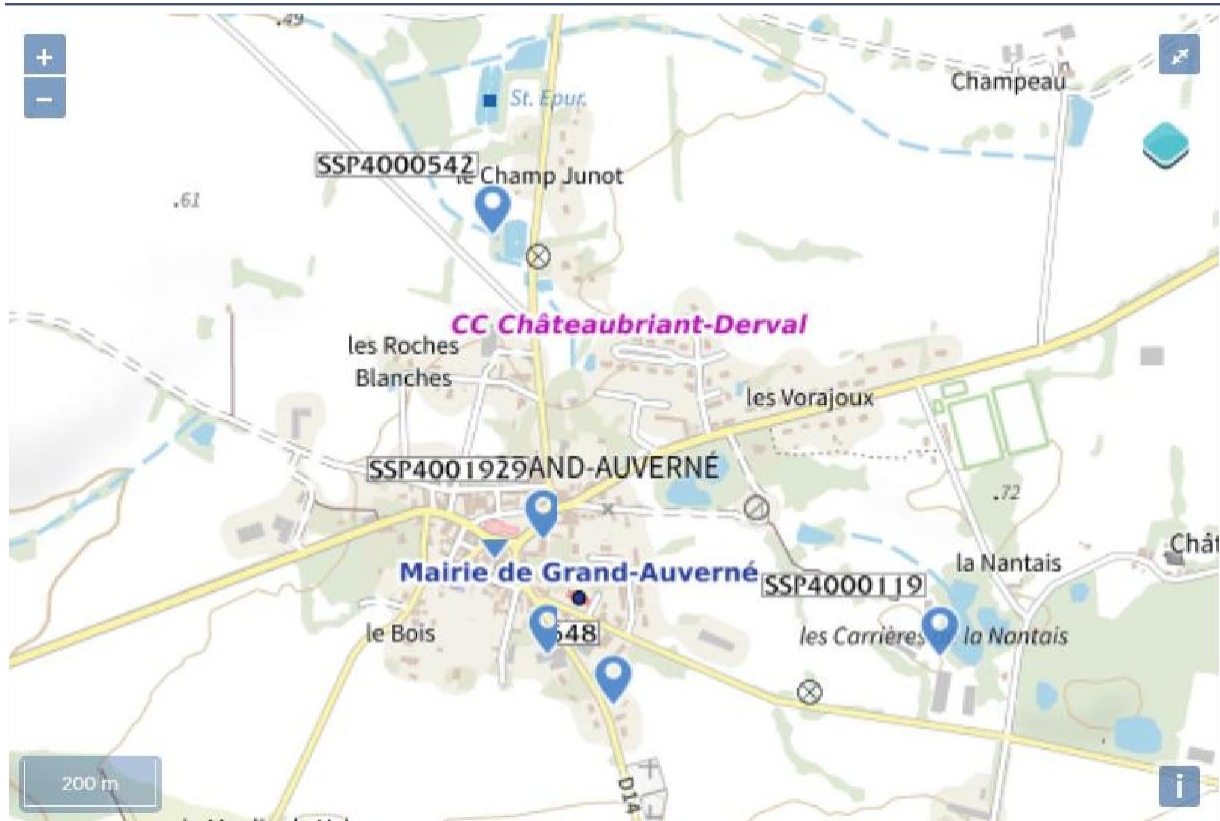 .49
+
−
Champeau
St. Epur.
SSP4000542
le Champ Junot
.61
CC Châteaubriant-Derval
les Roches
Blanches
les Vorajoux
SSP4001929
AND-AUVERNÉ
.72
la Nantais
Chât
Mairie de Grand-Auverné
SSP4000119
le Bois
548
les Carrières
la Nantais
200 m
D14
i